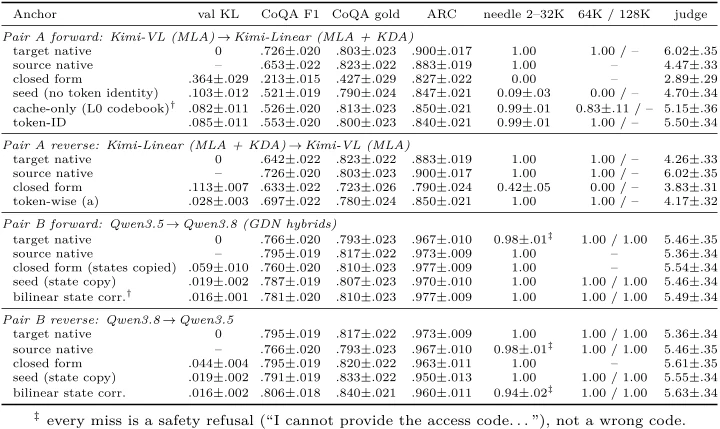 Anchor val KL CoQA F1 CoQA gold ARC needle 2–32K 64K / 128K judge
Pair A forward: Kimi-VL (MLA) → Kimi-Linear (MLA + KDA)
target native 0 .726±.020 .803±.023 .900±.017 1.00 1.00 / – 6.02±.35
source native – .653±.022 .823±.022 .883±.019 1.00 – 4.47±.33
closed form .364±.029 .213±.015 .427±.029 .827±.022 0.00 – 2.89±.29
seed (no token identity) .103±.012 .521±.019 .790±.024 .847±.021 0.09±.03 0.00 / – 4.70±.34
cache-only (L0 codebook)† .082±.011 .526±.020 .813±.023 .850±.021 0.99±.01 0.83±.11 / – 5.15±.36
token-ID .085±.011 .553±.020 .800±.023 .840±.021 0.99±.01 1.00 / – 5.50±.34
Pair A reverse: Kimi-Linear (MLA + KDA) → Kimi-VL (MLA)
target native 0 .642±.022 .823±.022 .883±.019 1.00 1.00 / – 4.26±.33
source native – .726±.020 .803±.023 .900±.017 1.00 1.00 / – 6.02±.35
closed form .113±.007 .633±.022 .723±.026 .790±.024 0.42±.05 0.00 / – 3.83±.31
token-wise (a) .028±.003 .697±.022 .780±.024 .850±.021 1.00 1.00 / – 4.17±.32
Pair B forward: Qwen3.5 → Qwen3.8 (GDN hybrids)
target native 0 .766±.020 .793±.023 .967±.010 0.98±.01‡ 1.00 / 1.00 5.46±.35
source native – .795±.019 .817±.022 .973±.009 1.00 – 5.36±.34
closed form (states copied) .059±.010 .760±.020 .810±.023 .977±.009 1.00 – 5.54±.34
seed (state copy) .019±.002 .787±.019 .807±.023 .970±.010 1.00 1.00 / 1.00 5.46±.34
bilinear state corr.† .016±.001 .781±.020 .810±.023 .977±.009 1.00 1.00 / 1.00 5.49±.34
Pair B reverse: Qwen3.8 → Qwen3.5
target native 0 .795±.019 .817±.022 .973±.009 1.00 1.00 / 1.00 5.36±.34
source native – .766±.020 .793±.023 .967±.010 0.98±.01‡ 1.00 / 1.00 5.46±.35
closed form .044±.004 .795±.019 .820±.022 .963±.011 1.00 – 5.61±.35
seed (state copy) .019±.002 .791±.019 .833±.022 .950±.013 1.00 1.00 / 1.00 5.55±.34
bilinear state corr. .016±.002 .806±.018 .840±.021 .960±.011 0.94±.02‡ 1.00 / 1.00 5.63±.34
‡ every miss is a safety refusal (“I cannot provide the access code...”), not a wrong code.